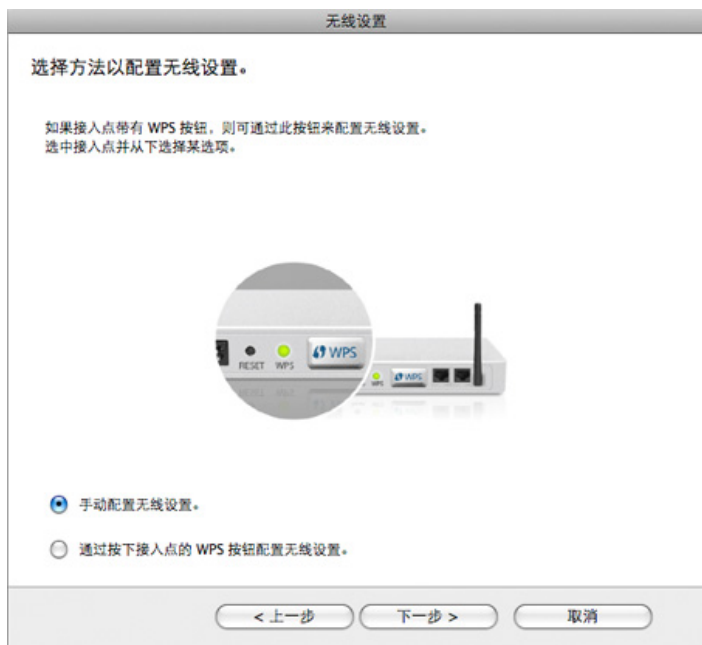 无线设置
选择方法以配置无线设置。
如果接入点带有 WPS 按钮，则可通过此按钮来配置无线设置。
选中接入点并从下选择某选项。
RESET WPS WPS
WPS WPS
手动配置无线设置。
通过按下接入点的 WPS 按钮配置无线设置。
< 上一步 下一步 > 取消